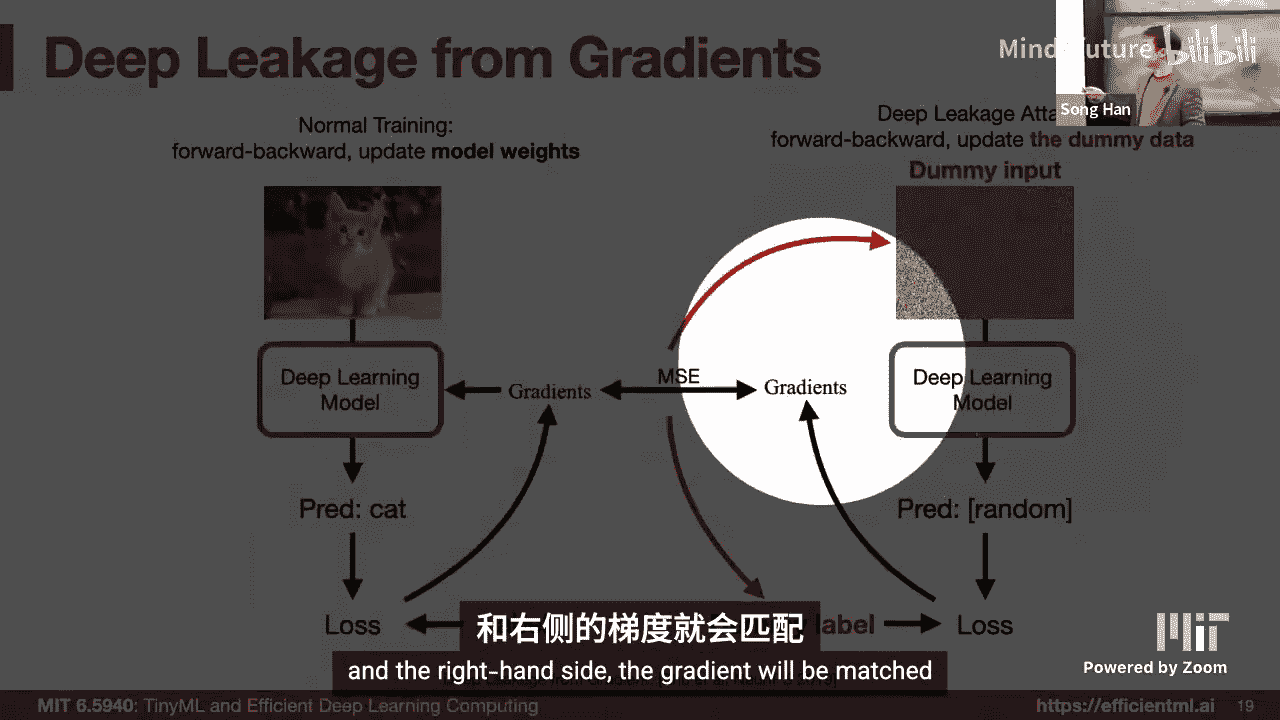 Deep Leakage from Gradients
Mind Future bilibili
Song Han
Normal Training:
forward-backward, update model weights
Deep Leakage Atta
forward-backward, update the dummy data
Dummy input
Deep Learning
Model
Gradients
MSE
Gradients
Deep Learning
Model
Pred: cat
Pred: [random]
Loss
label
Loss
和右侧的梯度就会匹配
and the right-hand side, the gradient will be matched
MIT
Powered by Zoom
MIT 6.5940: TinyML and Efficient Deep Learning Computing
https://efficientml.ai
19